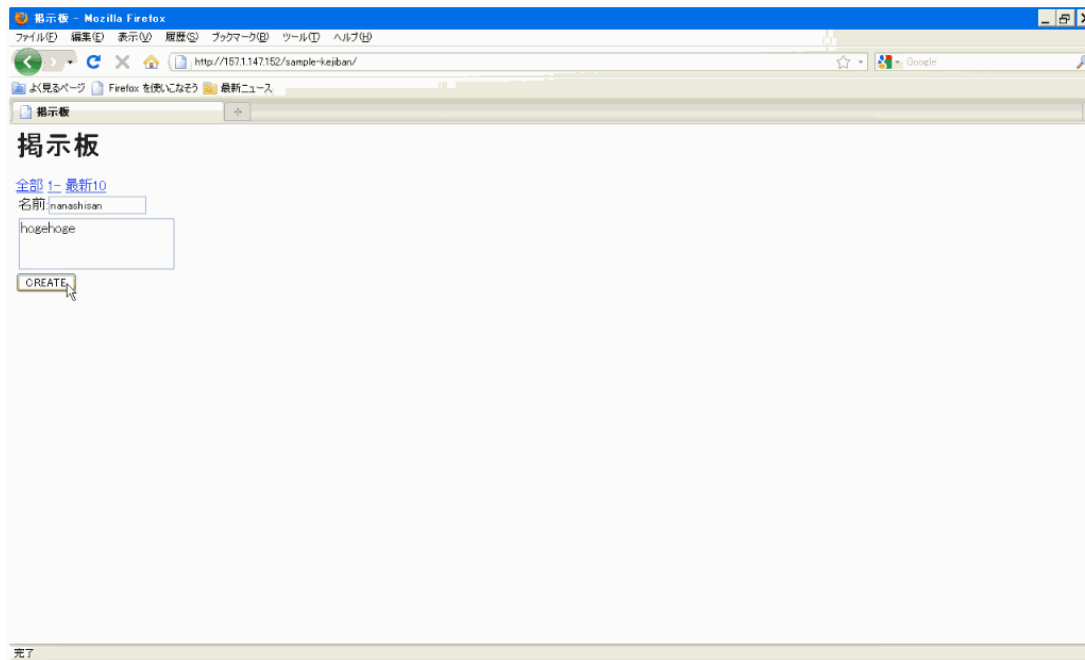 掲示板 - Mozilla Firefox
ファイル(F) 編集(E) 表示(V) 履歴(S) ブックマーク(B) ツール(T) ヘルプ(H)
http://157.1.147.152/sample-kejiban/
Google
よく見るページ Firefox を使いこなそう 最新ニュース
掲示板
掲示板
全部 1- 最新10
名前:nanashisan
hogehoge
CREATE
完了